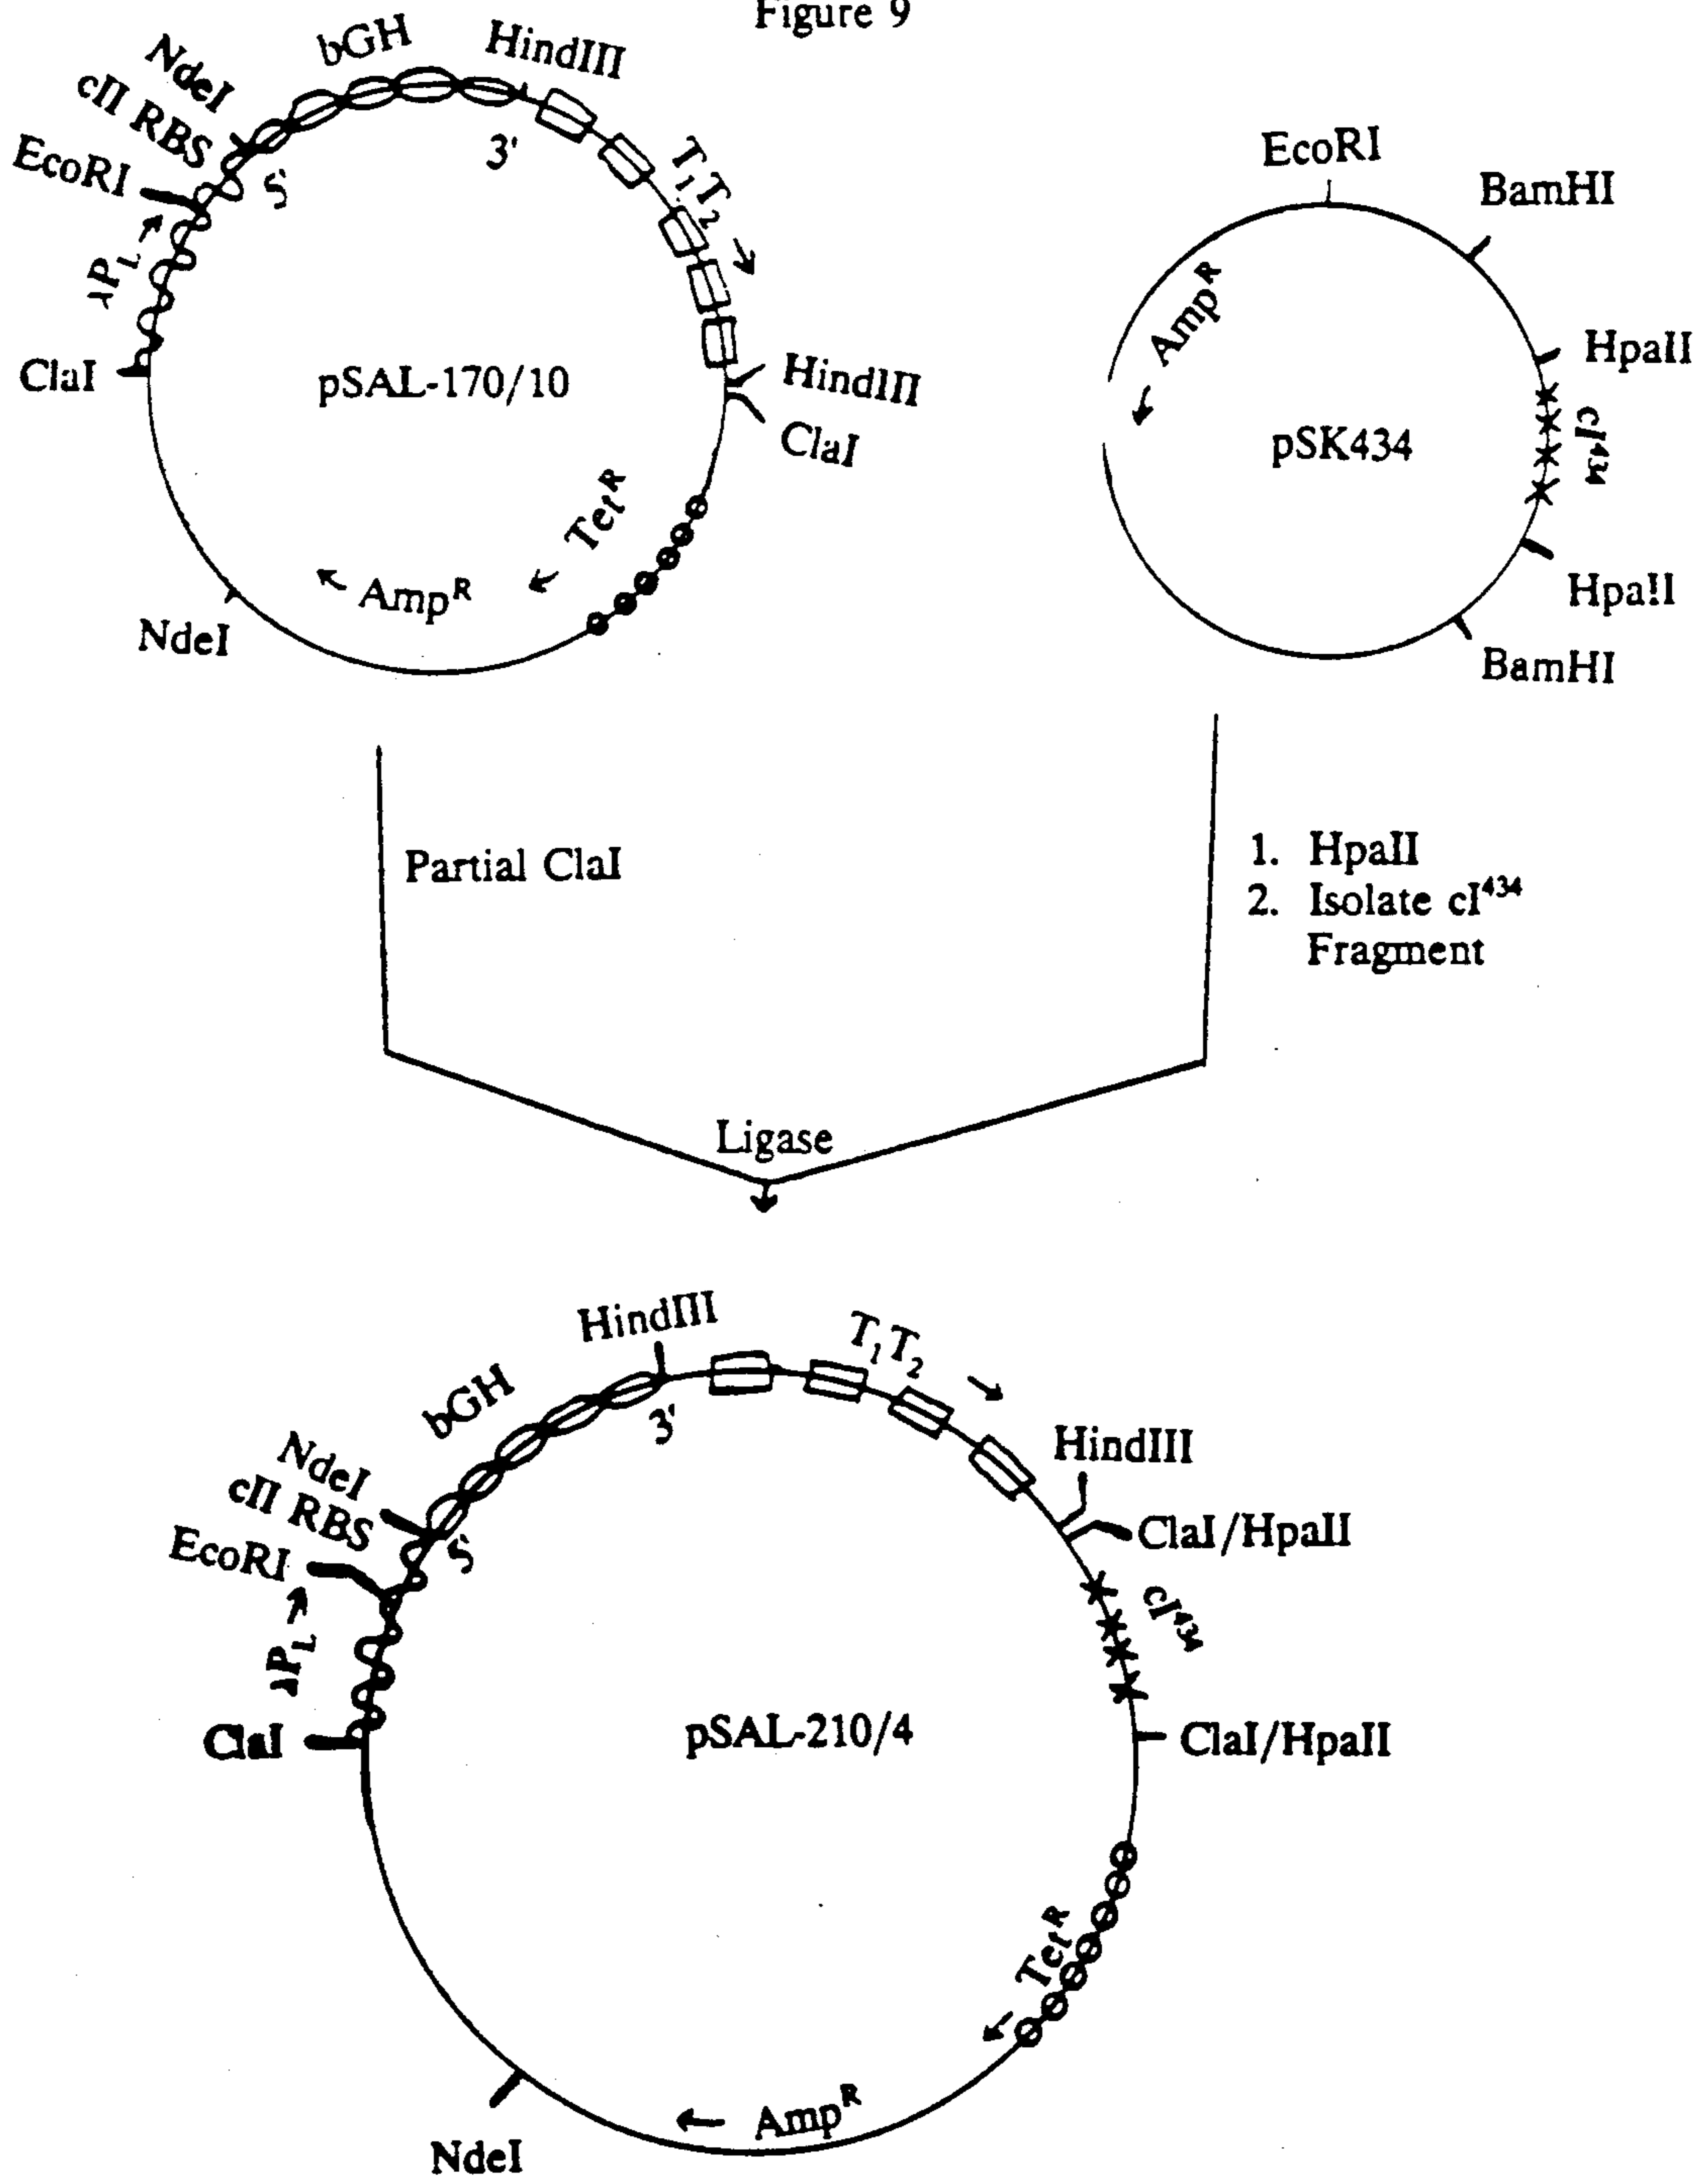 Figure 9
bGH
HindIII
NdeI
cII RBS
EcoRI
5'
3'
T1T2
λPL
ClaI
pSAL-170/10
HindIII
ClaI
TetR
AmpR
NdeI
EcoRI
BamHI
AmpR
HpaII
cI434
pSK434
HpaII
BamHI
Partial ClaI
1. HpaII
2. Isolate cI434
Fragment
Ligase
HindIII
T1T2
bGH
3'
HindIII
NdeI
cII RBS
5'
ClaI/HpaII
EcoRI
cI434
λPL
ClaI
pSAL-210/4
ClaI/HpaII
TetR
AmpR
NdeI